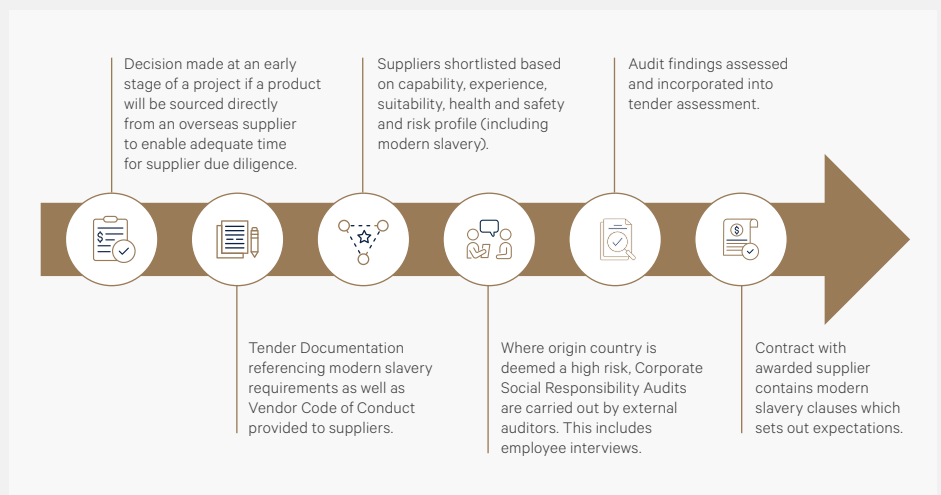 Decision made at an early
stage of a project if a product
will be sourced directly
from an overseas supplier
to enable adequate time
for supplier due diligence.
Suppliers shortlisted based
on capability, experience,
suitability, health and safety
and risk profile (including
modern slavery).
Audit findings assessed
and incorporated into
tender assessment.
$
$
Tender Documentation
referencing modern slavery
requirements as well as
Vendor Code of Conduct
provided to suppliers.
Where origin country is
deemed a high risk, Corporate
Social Responsibility Audits
are carried out by external
auditors. This includes
employee interviews.
Contract with
awarded supplier
contains modern
slavery clauses which
sets out expectations.